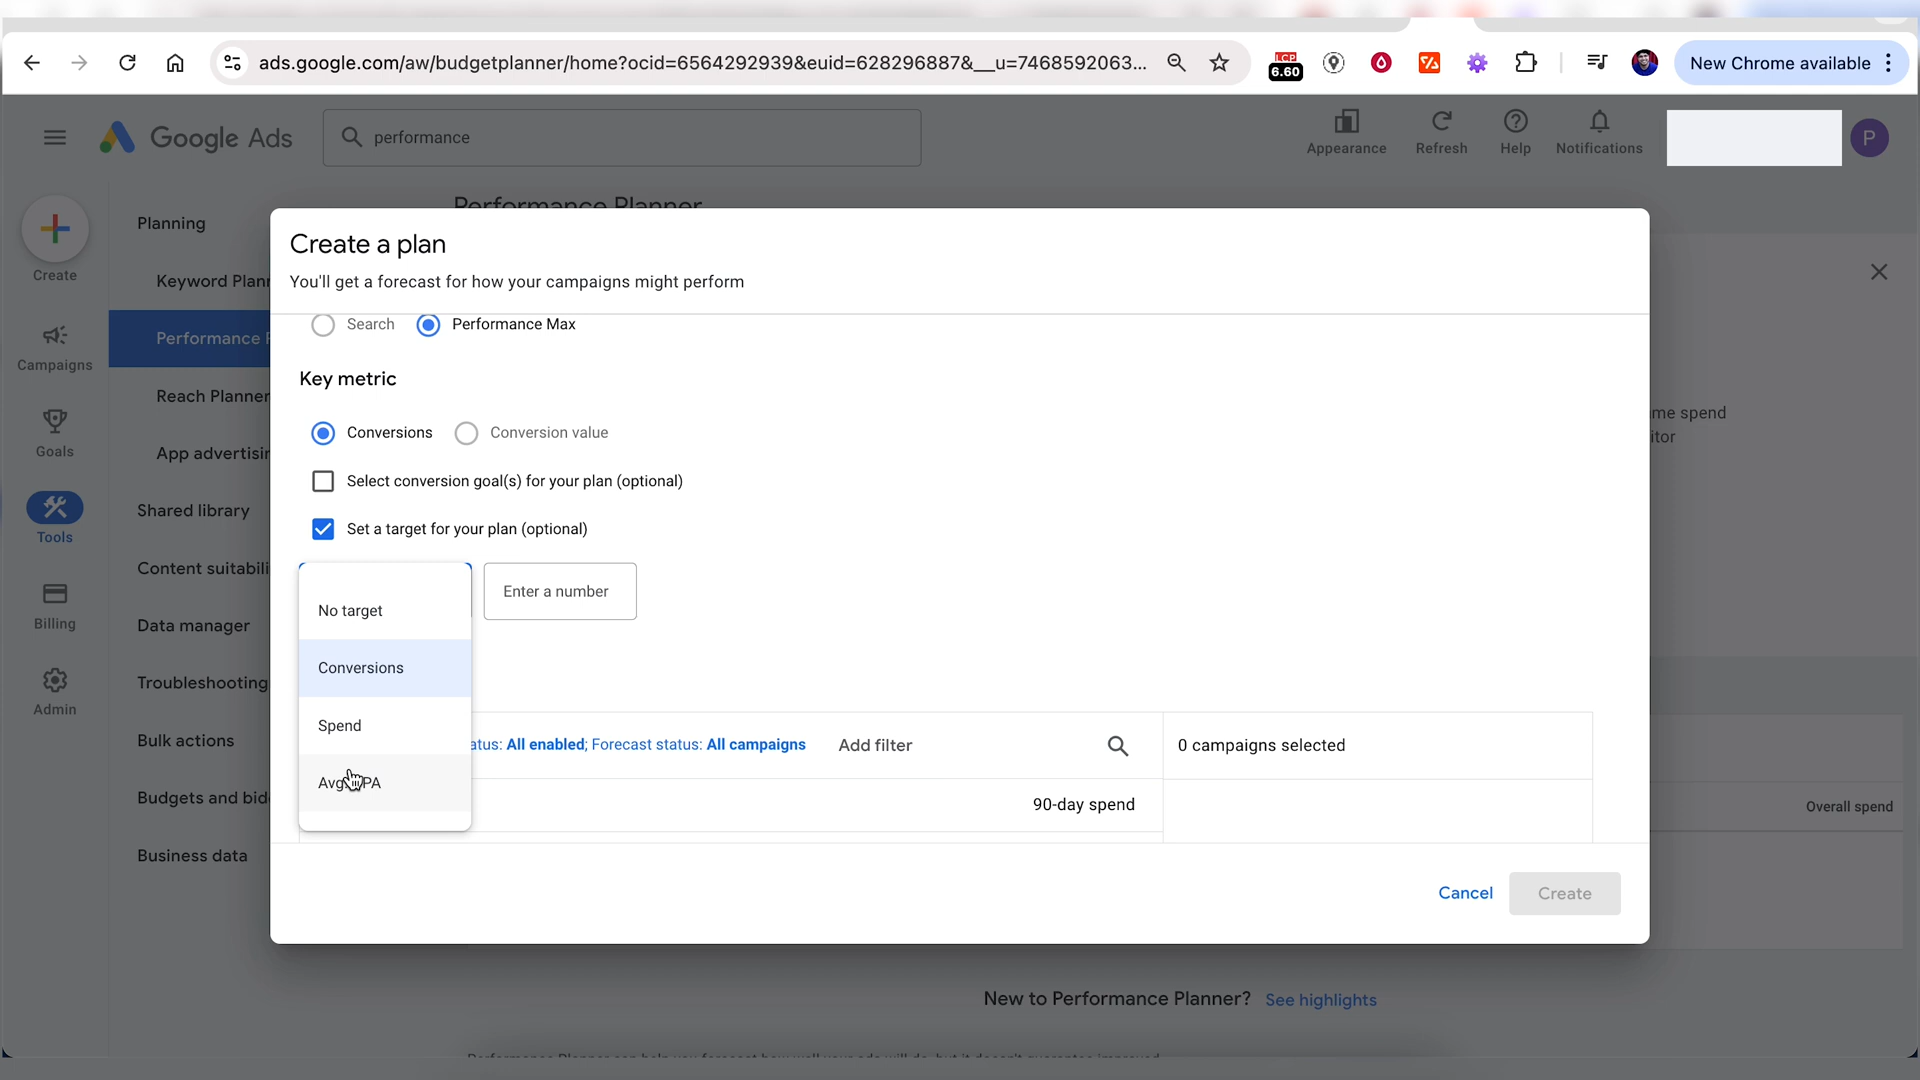 ads.google.com/aw/budgetplanner/home?ocid=6564292939&euid=628296887&__u=7468592063...
LCP
6.60
New Chrome available
Google Ads
performance
Appearance
Refresh
Help
Notifications
P
Create
Campaigns
Goals
Tools
Billing
Admin
Planning
Keyword Plann
Performance P
Reach Planner
App advertisin
Shared library
Content suitabili
Data manager
Troubleshooting
Bulk actions
Budgets and bid
Business data
Performance Planner
Create a plan
You'll get a forecast for how your campaigns might perform
Search
Performance Max
Key metric
Conversions
Conversion value
Select conversion goal(s) for your plan (optional)
Set a target for your plan (optional)
No target
Conversions
Spend
Enter a number
atus: All enabled; Forecast status: All campaigns
Add filter
0 campaigns selected
90-day spend
Cancel
Create
me spend
itor
Overall spend
New to Performance Planner? See highlights